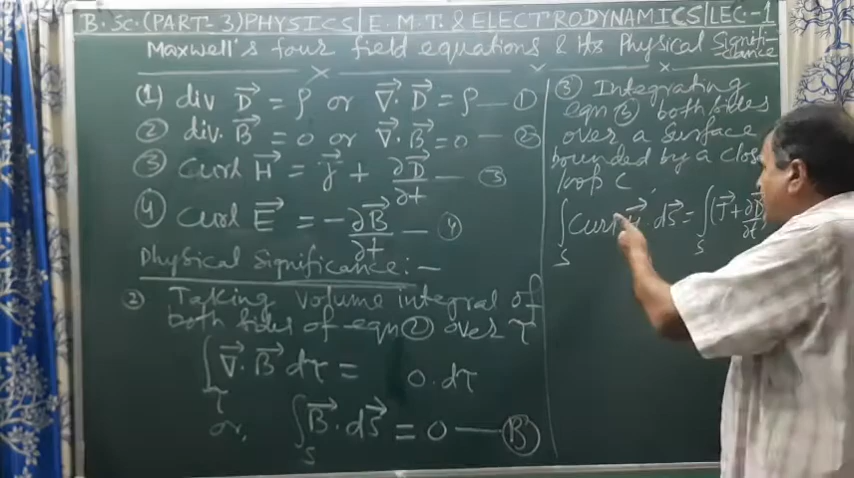 B.Sc.(PART-3)PHYSICS|E.M.T.&ELECTRODYNAMICS|LEC-1
Maxwell's four field equations & Its Physical Significance
(1) div D⃗ = ρ or ∇⃗. D⃗ = ρ — ①
② div. B⃗ = 0 or ∇⃗. B⃗ = 0 — ②
③ Curl H⃗ = J⃗ + ∂D⃗/∂t — ③
④ Curl E⃗ = -∂B⃗/∂t — ④
Physical Significance: —
② Taking volume integral of
both sides of eqn ② over τ
∫τ ∇⃗. B⃗ dτ = 0. dτ
or, ∫S B⃗. dS⃗ = 0 — Ⓑ
③ Integrating
eqn ③ both sides
over a Surface
bounded by a clos
loop C
∫S Curl H⃗. dS⃗ = ∫S (J⃗ + ∂D⃗/∂t)